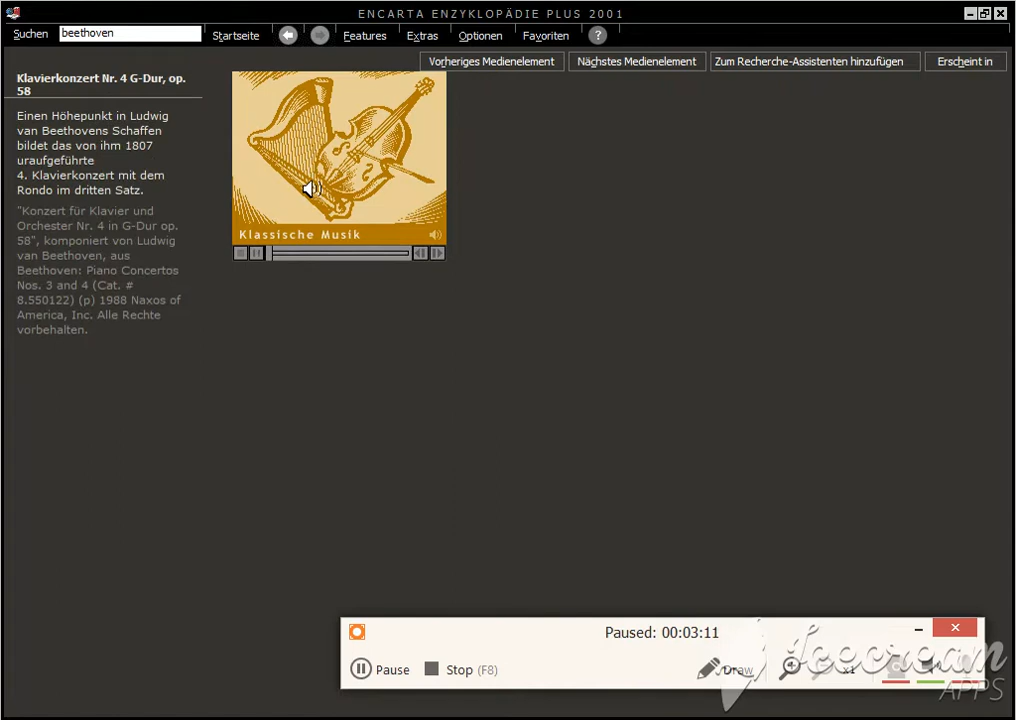 ENCARTA ENZYKLOPÄDIE PLUS 2001
Suchen beethoven Startseite Features Extras Optionen Favoriten ?
Vorheriges Medienelement Nächstes Medienelement Zum Recherche-Assistenten hinzufügen Erscheint in
Klavierkonzert Nr. 4 G-Dur, op.
58
Einen Höhepunkt in Ludwig
van Beethovens Schaffen
bildet das von ihm 1807
uraufgeführte
4. Klavierkonzert mit dem
Rondo im dritten Satz.
"Konzert für Klavier und
Orchester Nr. 4 in G-Dur op.
58", komponiert von Ludwig
van Beethoven, aus
Beethoven: Piano Concertos
Nos. 3 and 4 (Cat. #
8.550122) (p) 1988 Naxos of
America, Inc. Alle Rechte
vorbehalten.
Klassische Musik
Paused: 00:03:11
Pause Stop (F8) Draw x1
Icecream
APPS